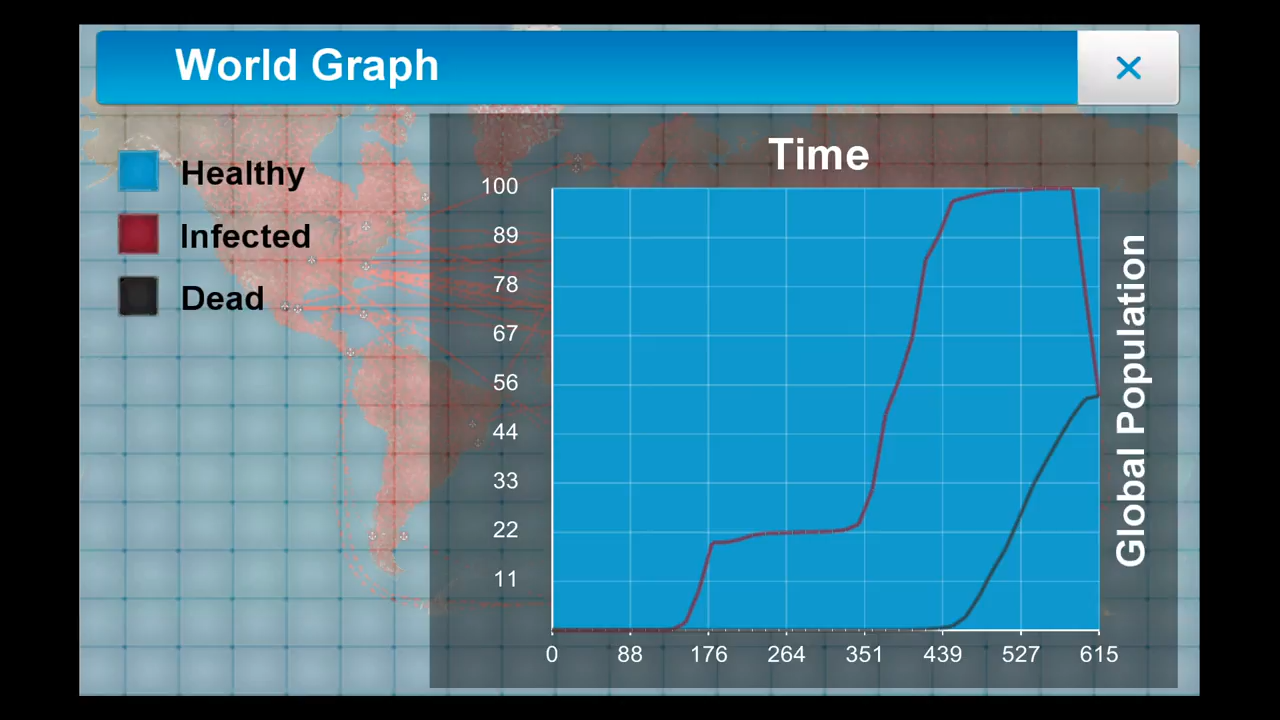 World Graph
Healthy
Infected
Dead
Time
100
89
78
67
56
44
33
22
11
0 88 176 264 351 439 527 615
Global Population